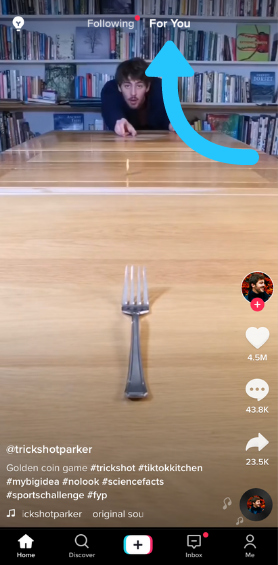 Following For You
4.5M
43.8K
23.5K
@trickshotparker
Golden coin game #trickshot #tiktokkitchen
#mybigidea #nolook #sciencefacts
#sportschallenge #fyp
ickshotparker original sou
Home Discover Inbox Me